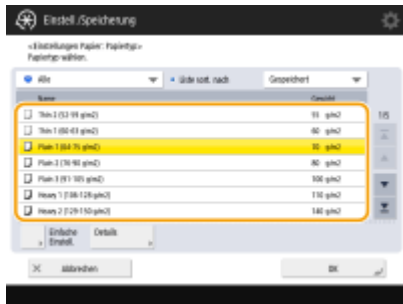 Einstell./Speicherung
<Einstellungen Papier: Papiertyp>
Papiertyp wählen.
Alle
Liste sort. nach
Gespeichert
Name
Gewicht
Thin 2 (52-59 g/m2)
55 g/m2
Thin 1 (60-63 g/m2)
60 g/m2
Plain 1 (64-75 g/m2)
70 g/m2
Plain 2 (76-90 g/m2)
80 g/m2
Plain 3 (91-105 g/m2)
100 g/m2
Heavy 1 (106-128 g/m2)
110 g/m2
Heavy 2 (129-150 g/m2)
140 g/m2
Einfache
Einstell.
Details
Abbrechen
OK